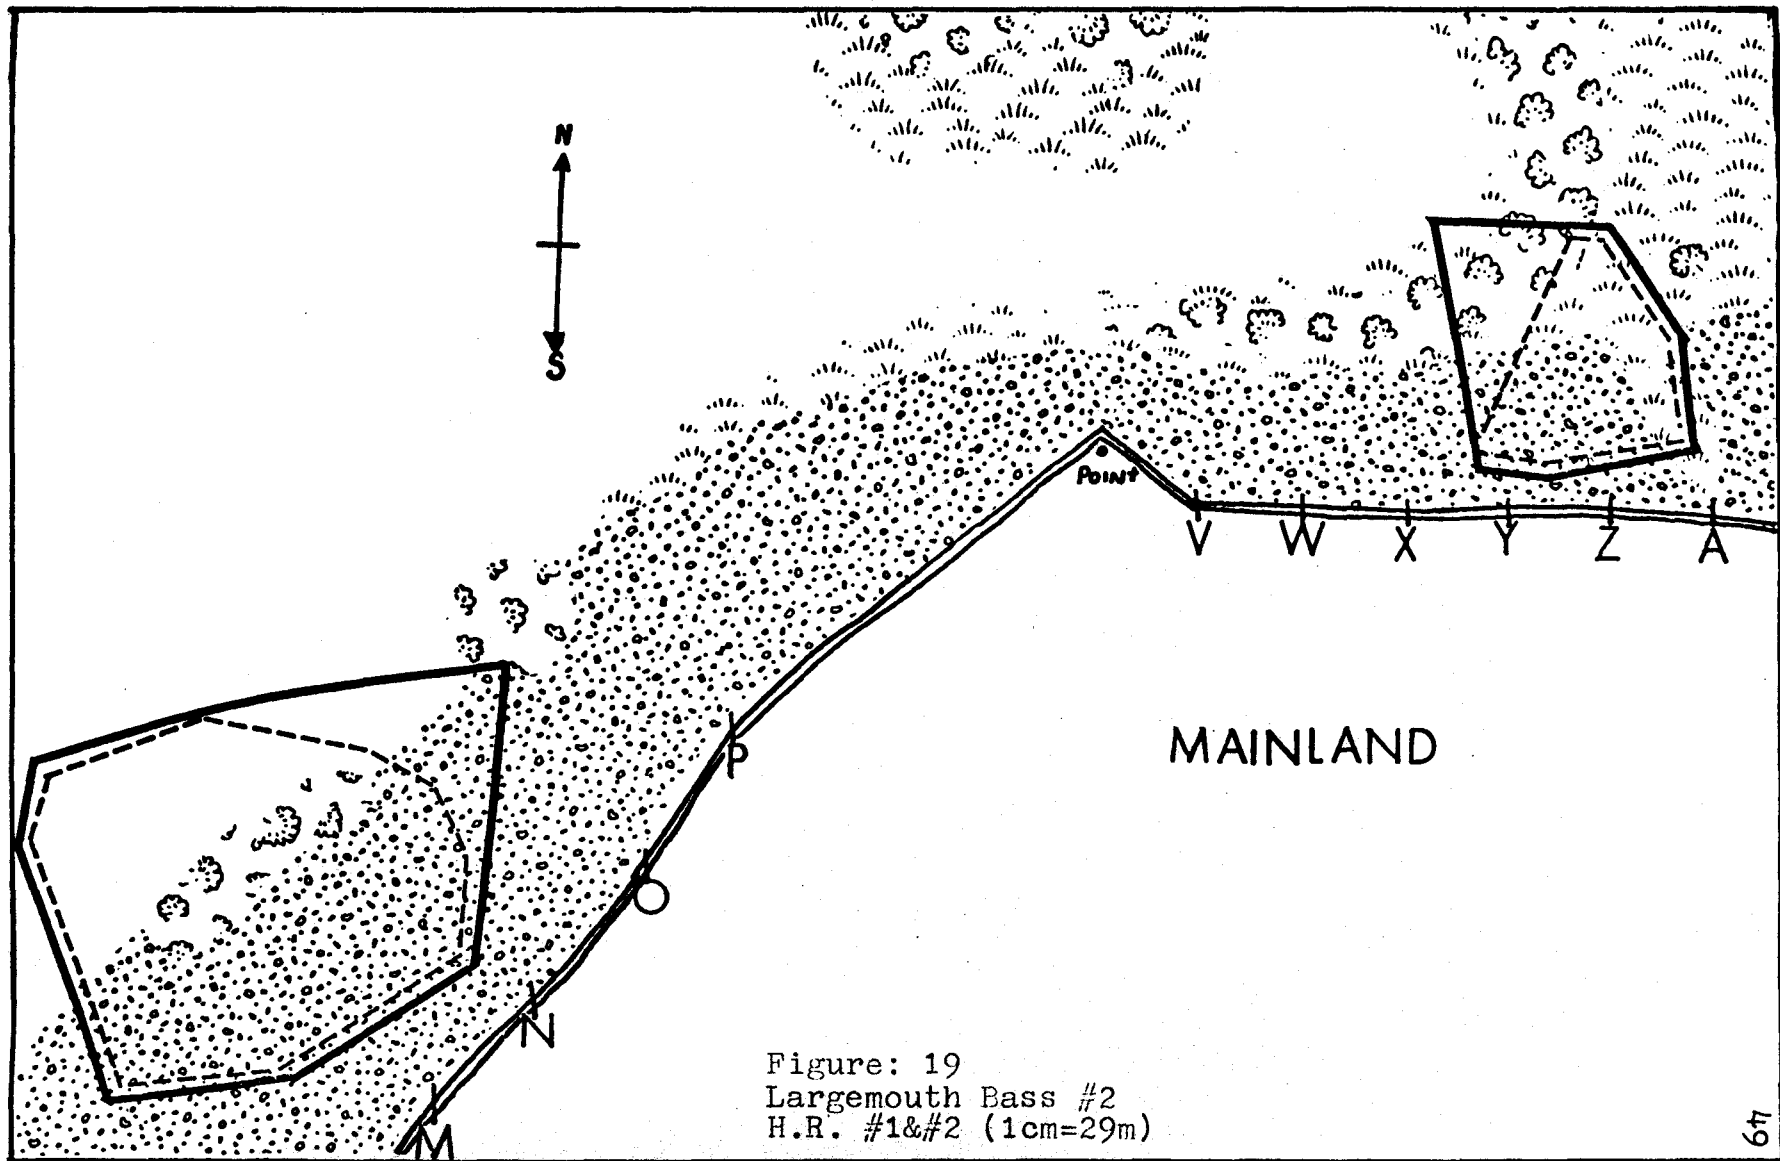 N
S
POINT
V W X Y Z A
P
MAINLAND
O
N
M
Figure: 19
Largemouth Bass #2
H.R. #1&#2 (1cm=29m)
49